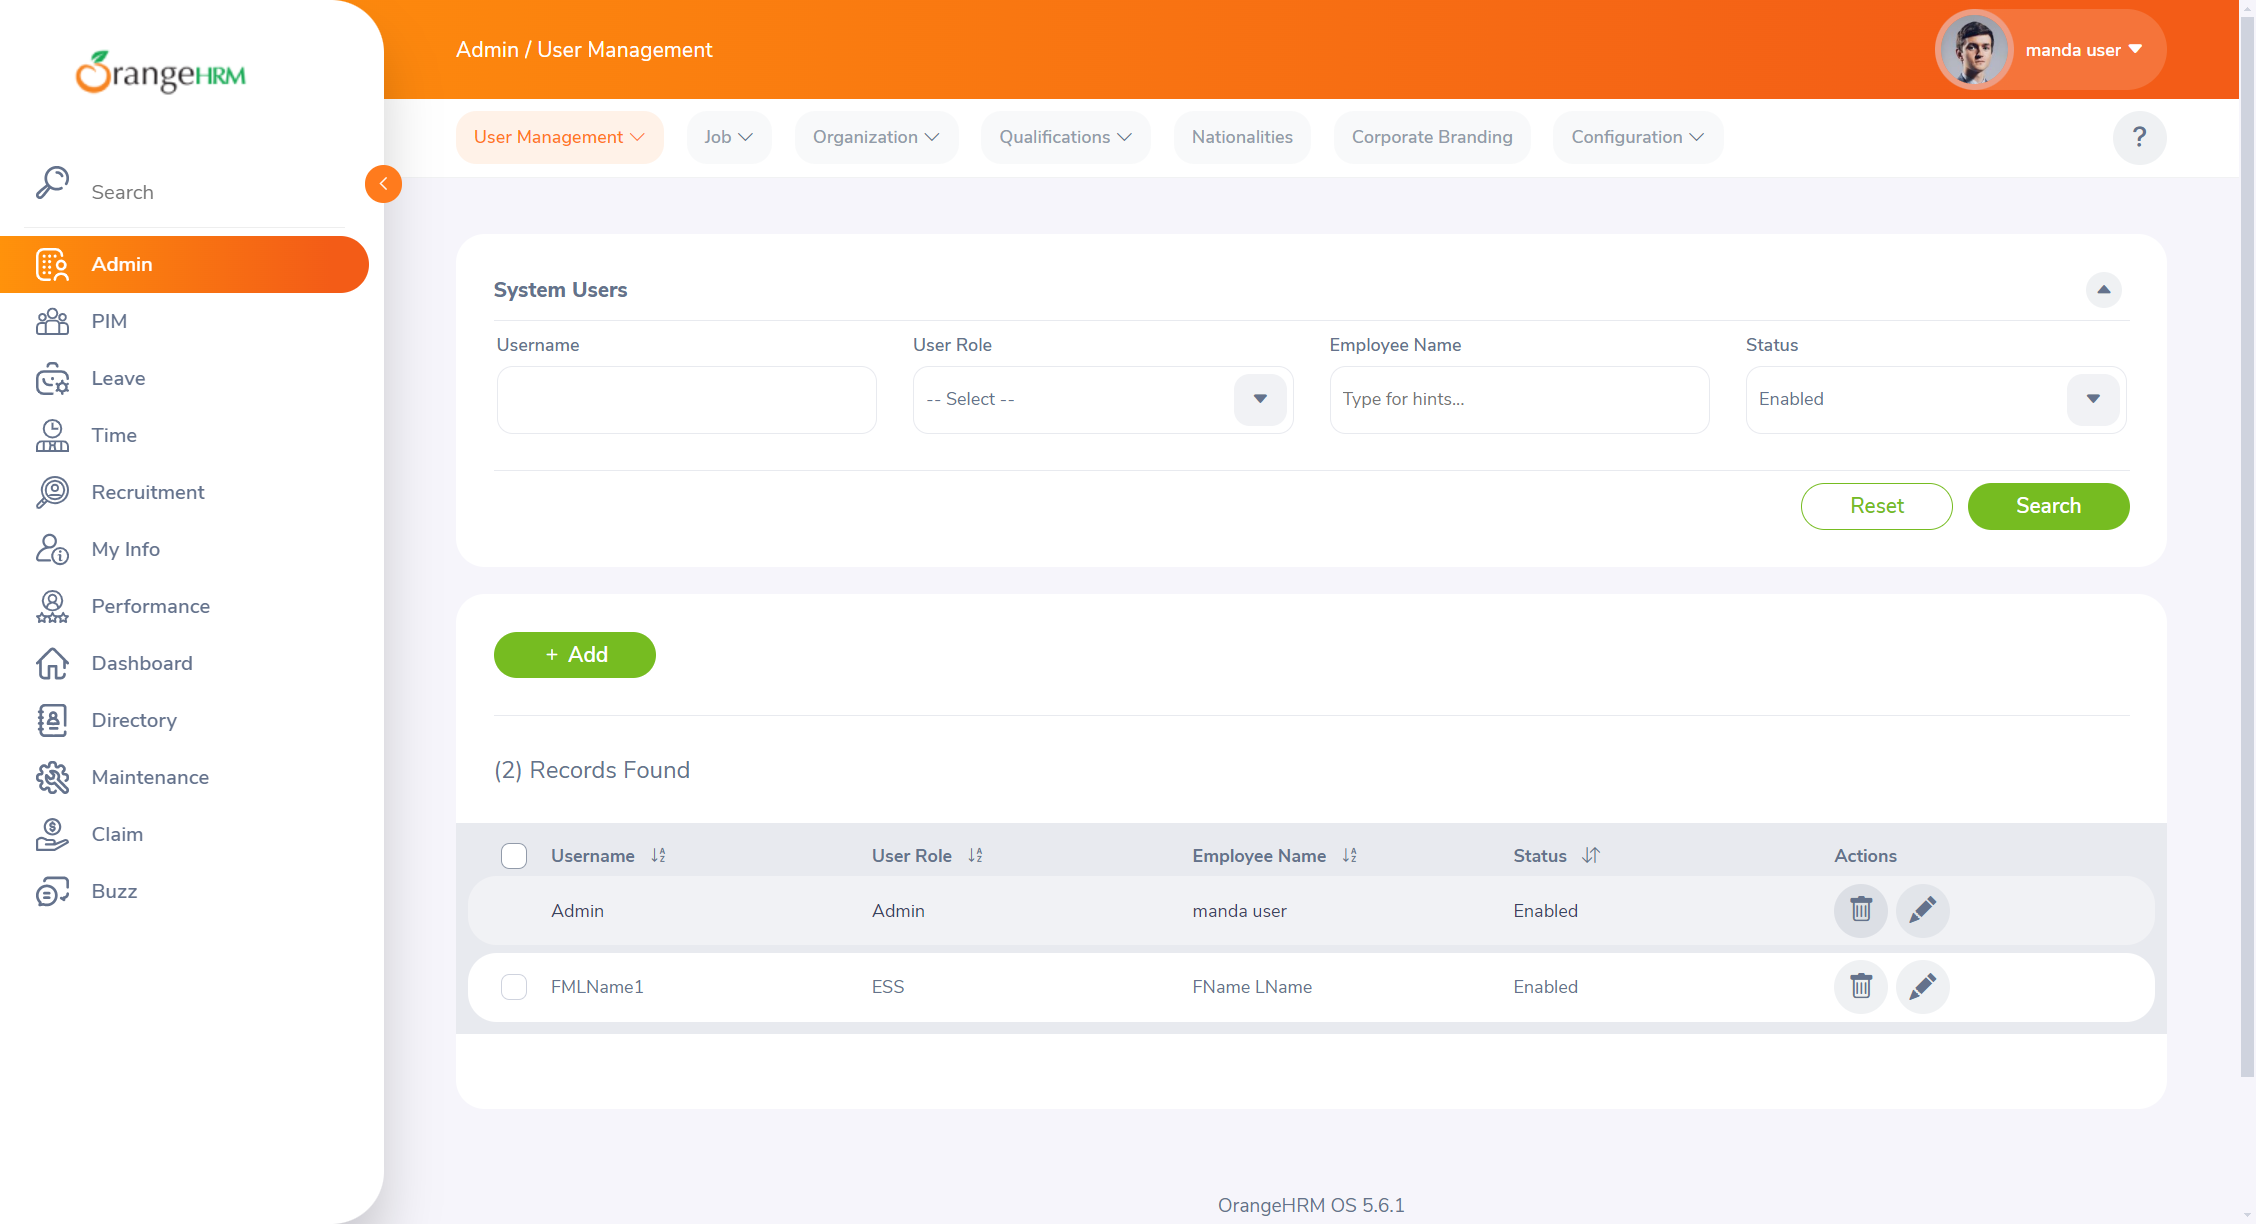 OrangeHRM
Admin / User Management
manda user
User Management
Job
Organization
Qualifications
Nationalities
Corporate Branding
Configuration
?
Search
Admin
PIM
Leave
Time
Recruitment
My Info
Performance
Dashboard
Directory
Maintenance
Claim
Buzz
System Users
Username
User Role
Employee Name
Status
-- Select --
Type for hints...
Enabled
Reset
Search
+ Add
(2) Records Found
Username
User Role
Employee Name
Status
Actions
Admin
Admin
manda user
Enabled
FMLName1
ESS
FName LName
Enabled
OrangeHRM OS 5.6.1